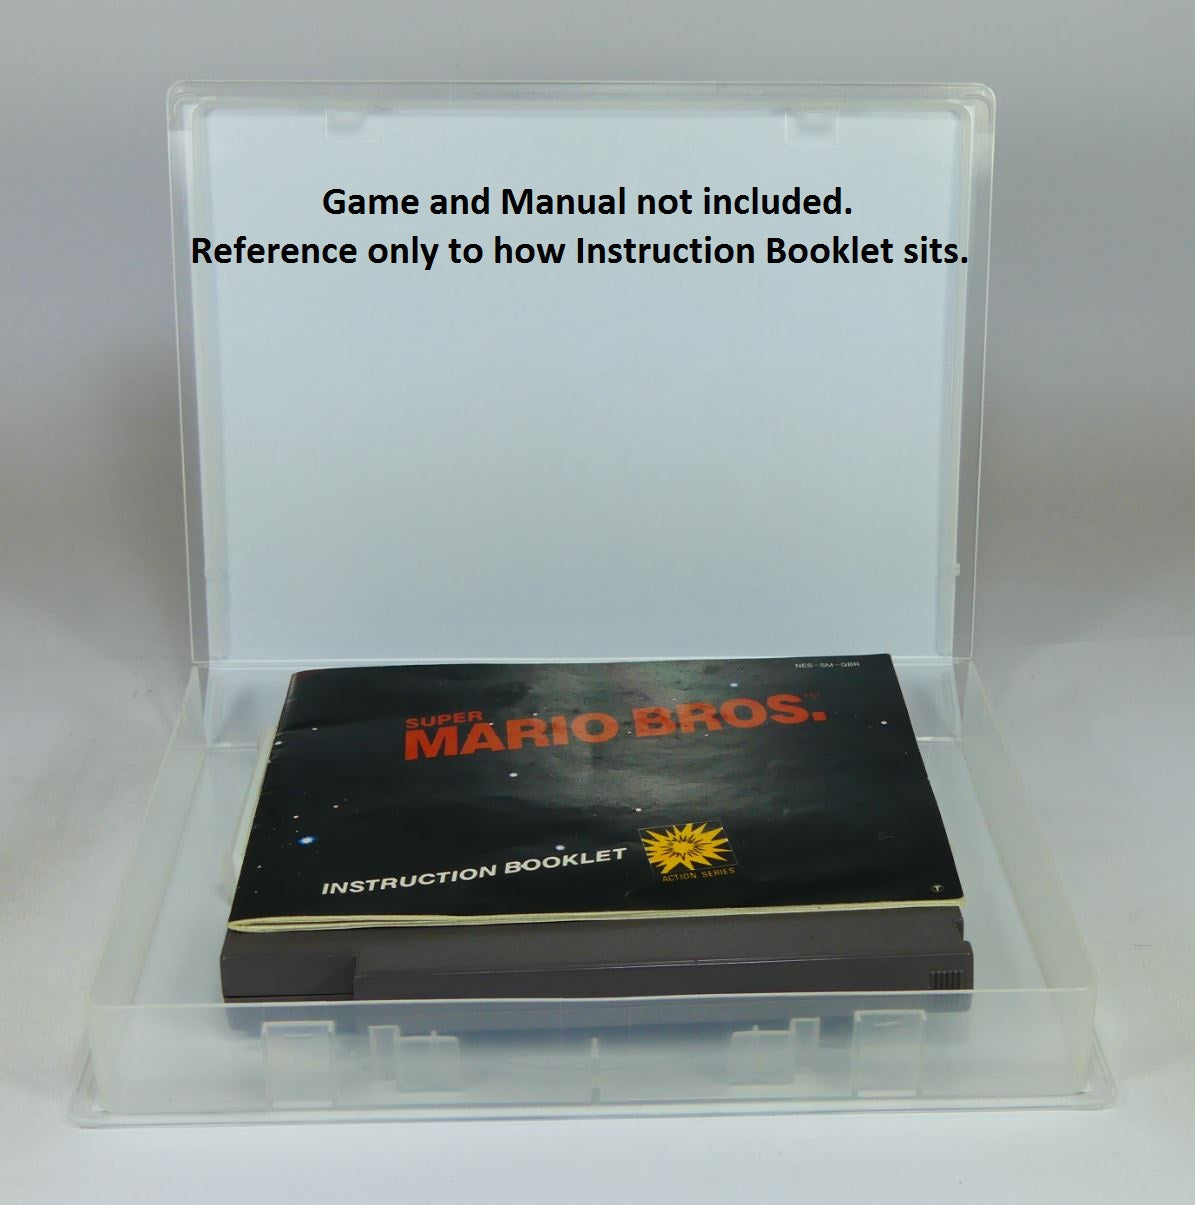 Game and Manual not included.
Reference only to how Instruction Booklet sits.
NES-SM-GBR
SUPER
MARIO BROS.™
INSTRUCTION BOOKLET
ACTION SERIES
T